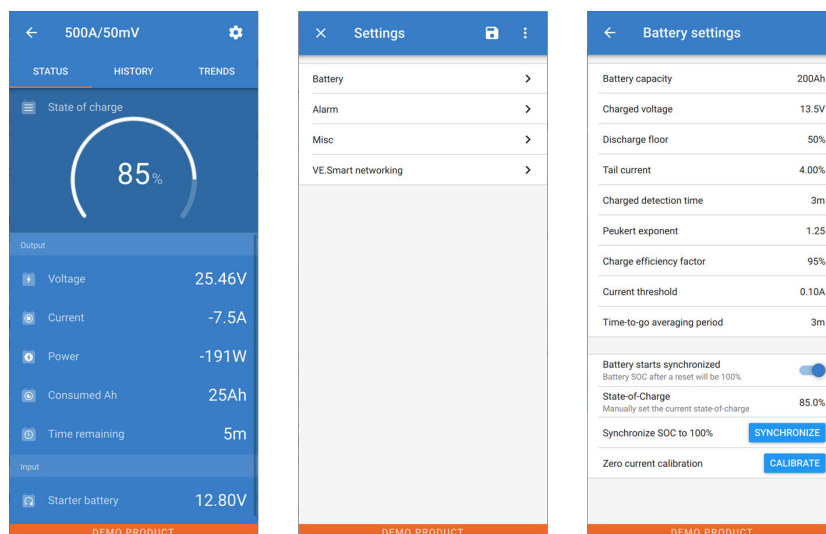 500A/50mV
STATUS HISTORY TRENDS
State of charge
85%
Output
Voltage 25.46V
Current -7.5A
Power -191W
Consumed Ah 25Ah
Time remaining 5m
Input
Starter battery 12.80V
DEMO PRODUCT
Settings
Battery
Alarm
Misc
VE.Smart networking
DEMO PRODUCT
Battery settings
Battery capacity 200Ah
Charged voltage 13.5V
Discharge floor 50%
Tail current 4.00%
Charged detection time 3m
Peukert exponent 1.25
Charge efficiency factor 95%
Current threshold 0.10A
Time-to-go averaging period 3m
Battery starts synchronized
Battery SOC after a reset will be 100%
State-of-Charge 85.0%
Manually set the current state-of-charge
Synchronize SOC to 100% SYNCHRONIZE
Zero current calibration CALIBRATE
DEMO PRODUCT